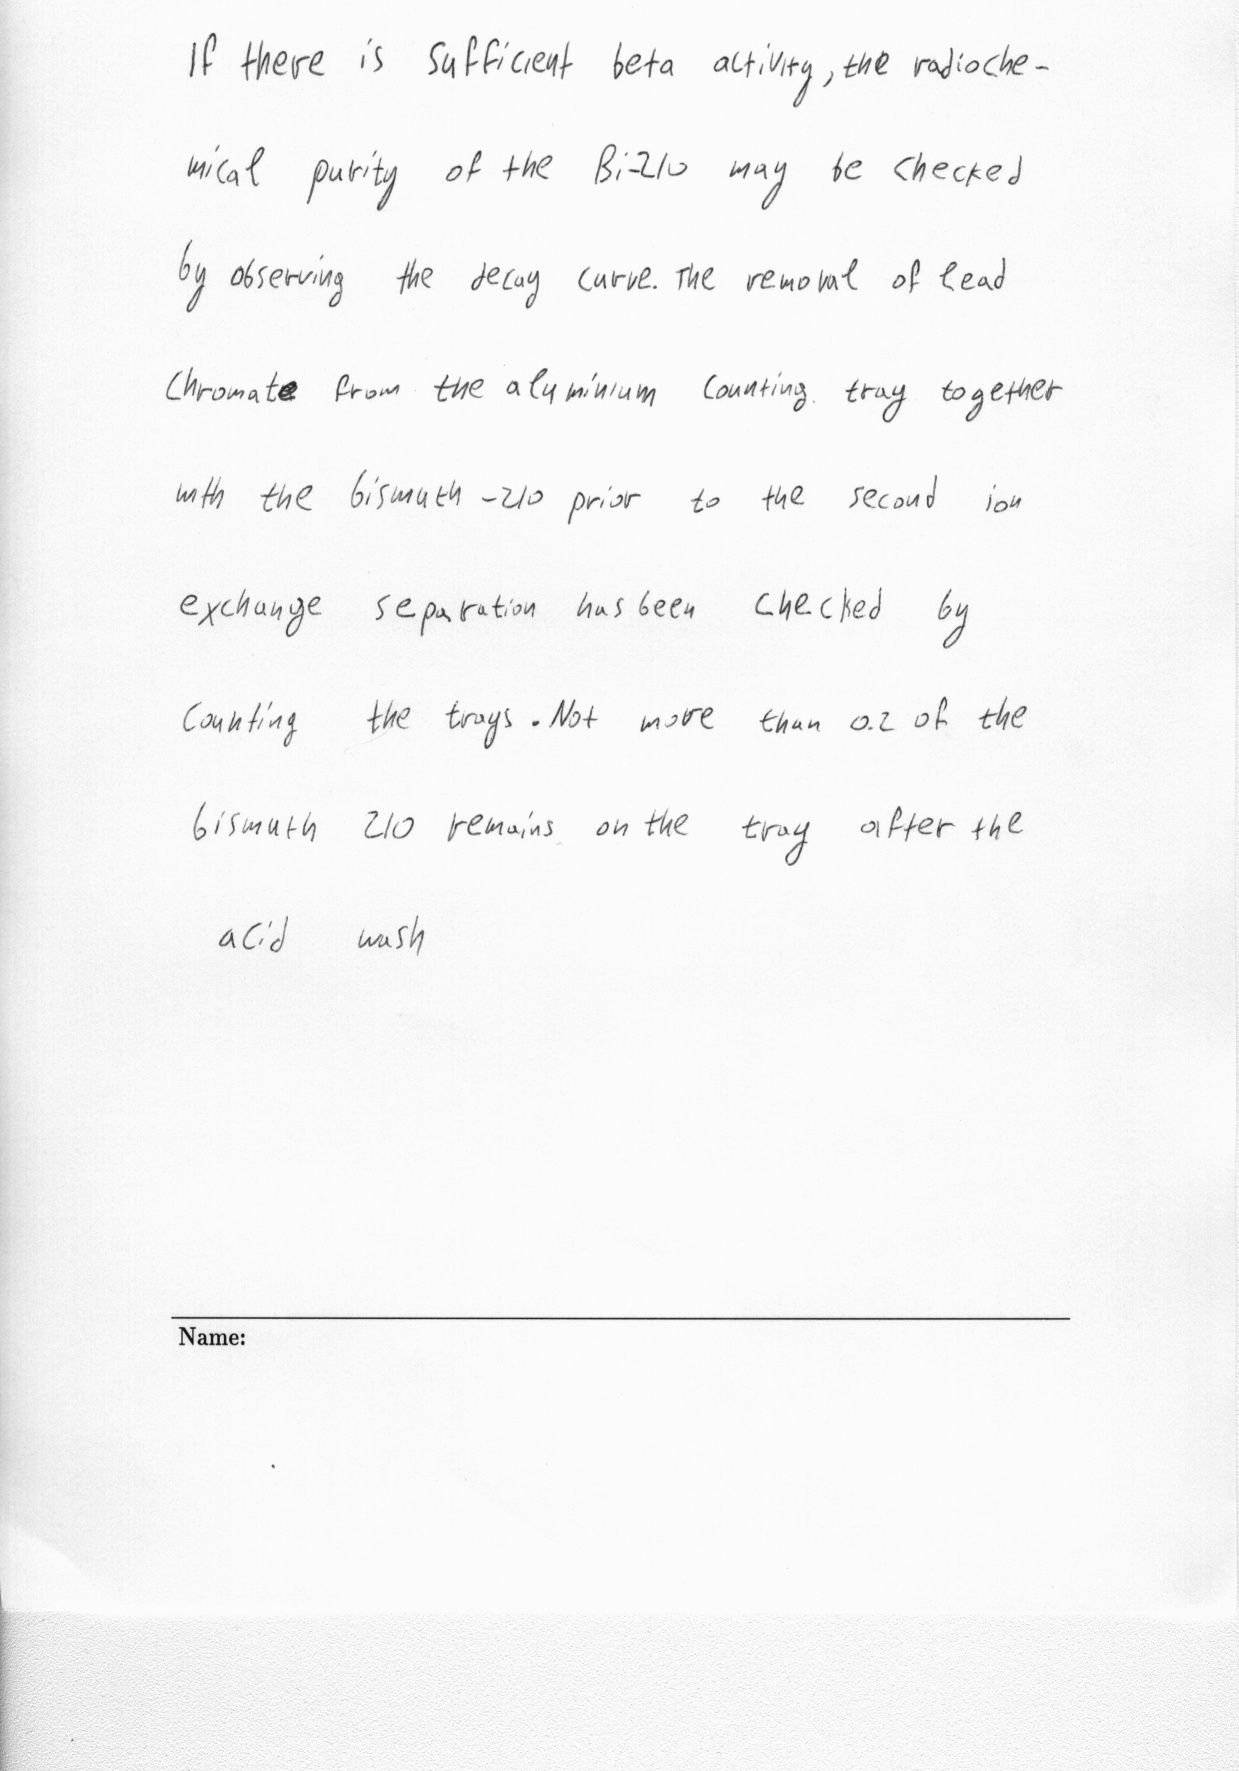 If there is sufficient beta activity, the radioche-
mical purity of the Bi-210 may be checked
by observing the decay curve. The removal of lead
chromate from the aluminium counting tray together
with the bismuth -210 prior to the second ion
exchange separation has been checked by
counting the trays. Not more than 0.2 of the
bismuth 210 remains on the tray after the
acid wash
Name: